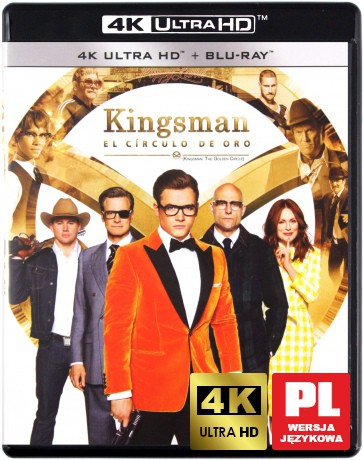 4K ULTRA HD™
4K ULTRA HD™ + BLU-RAY™
Kingsman
EL CÍRCULO DE ORO
(KINGSMAN: THE GOLDEN CIRCLE)
4K
ULTRA HD
PL
WERSJA
JĘZYKOWA